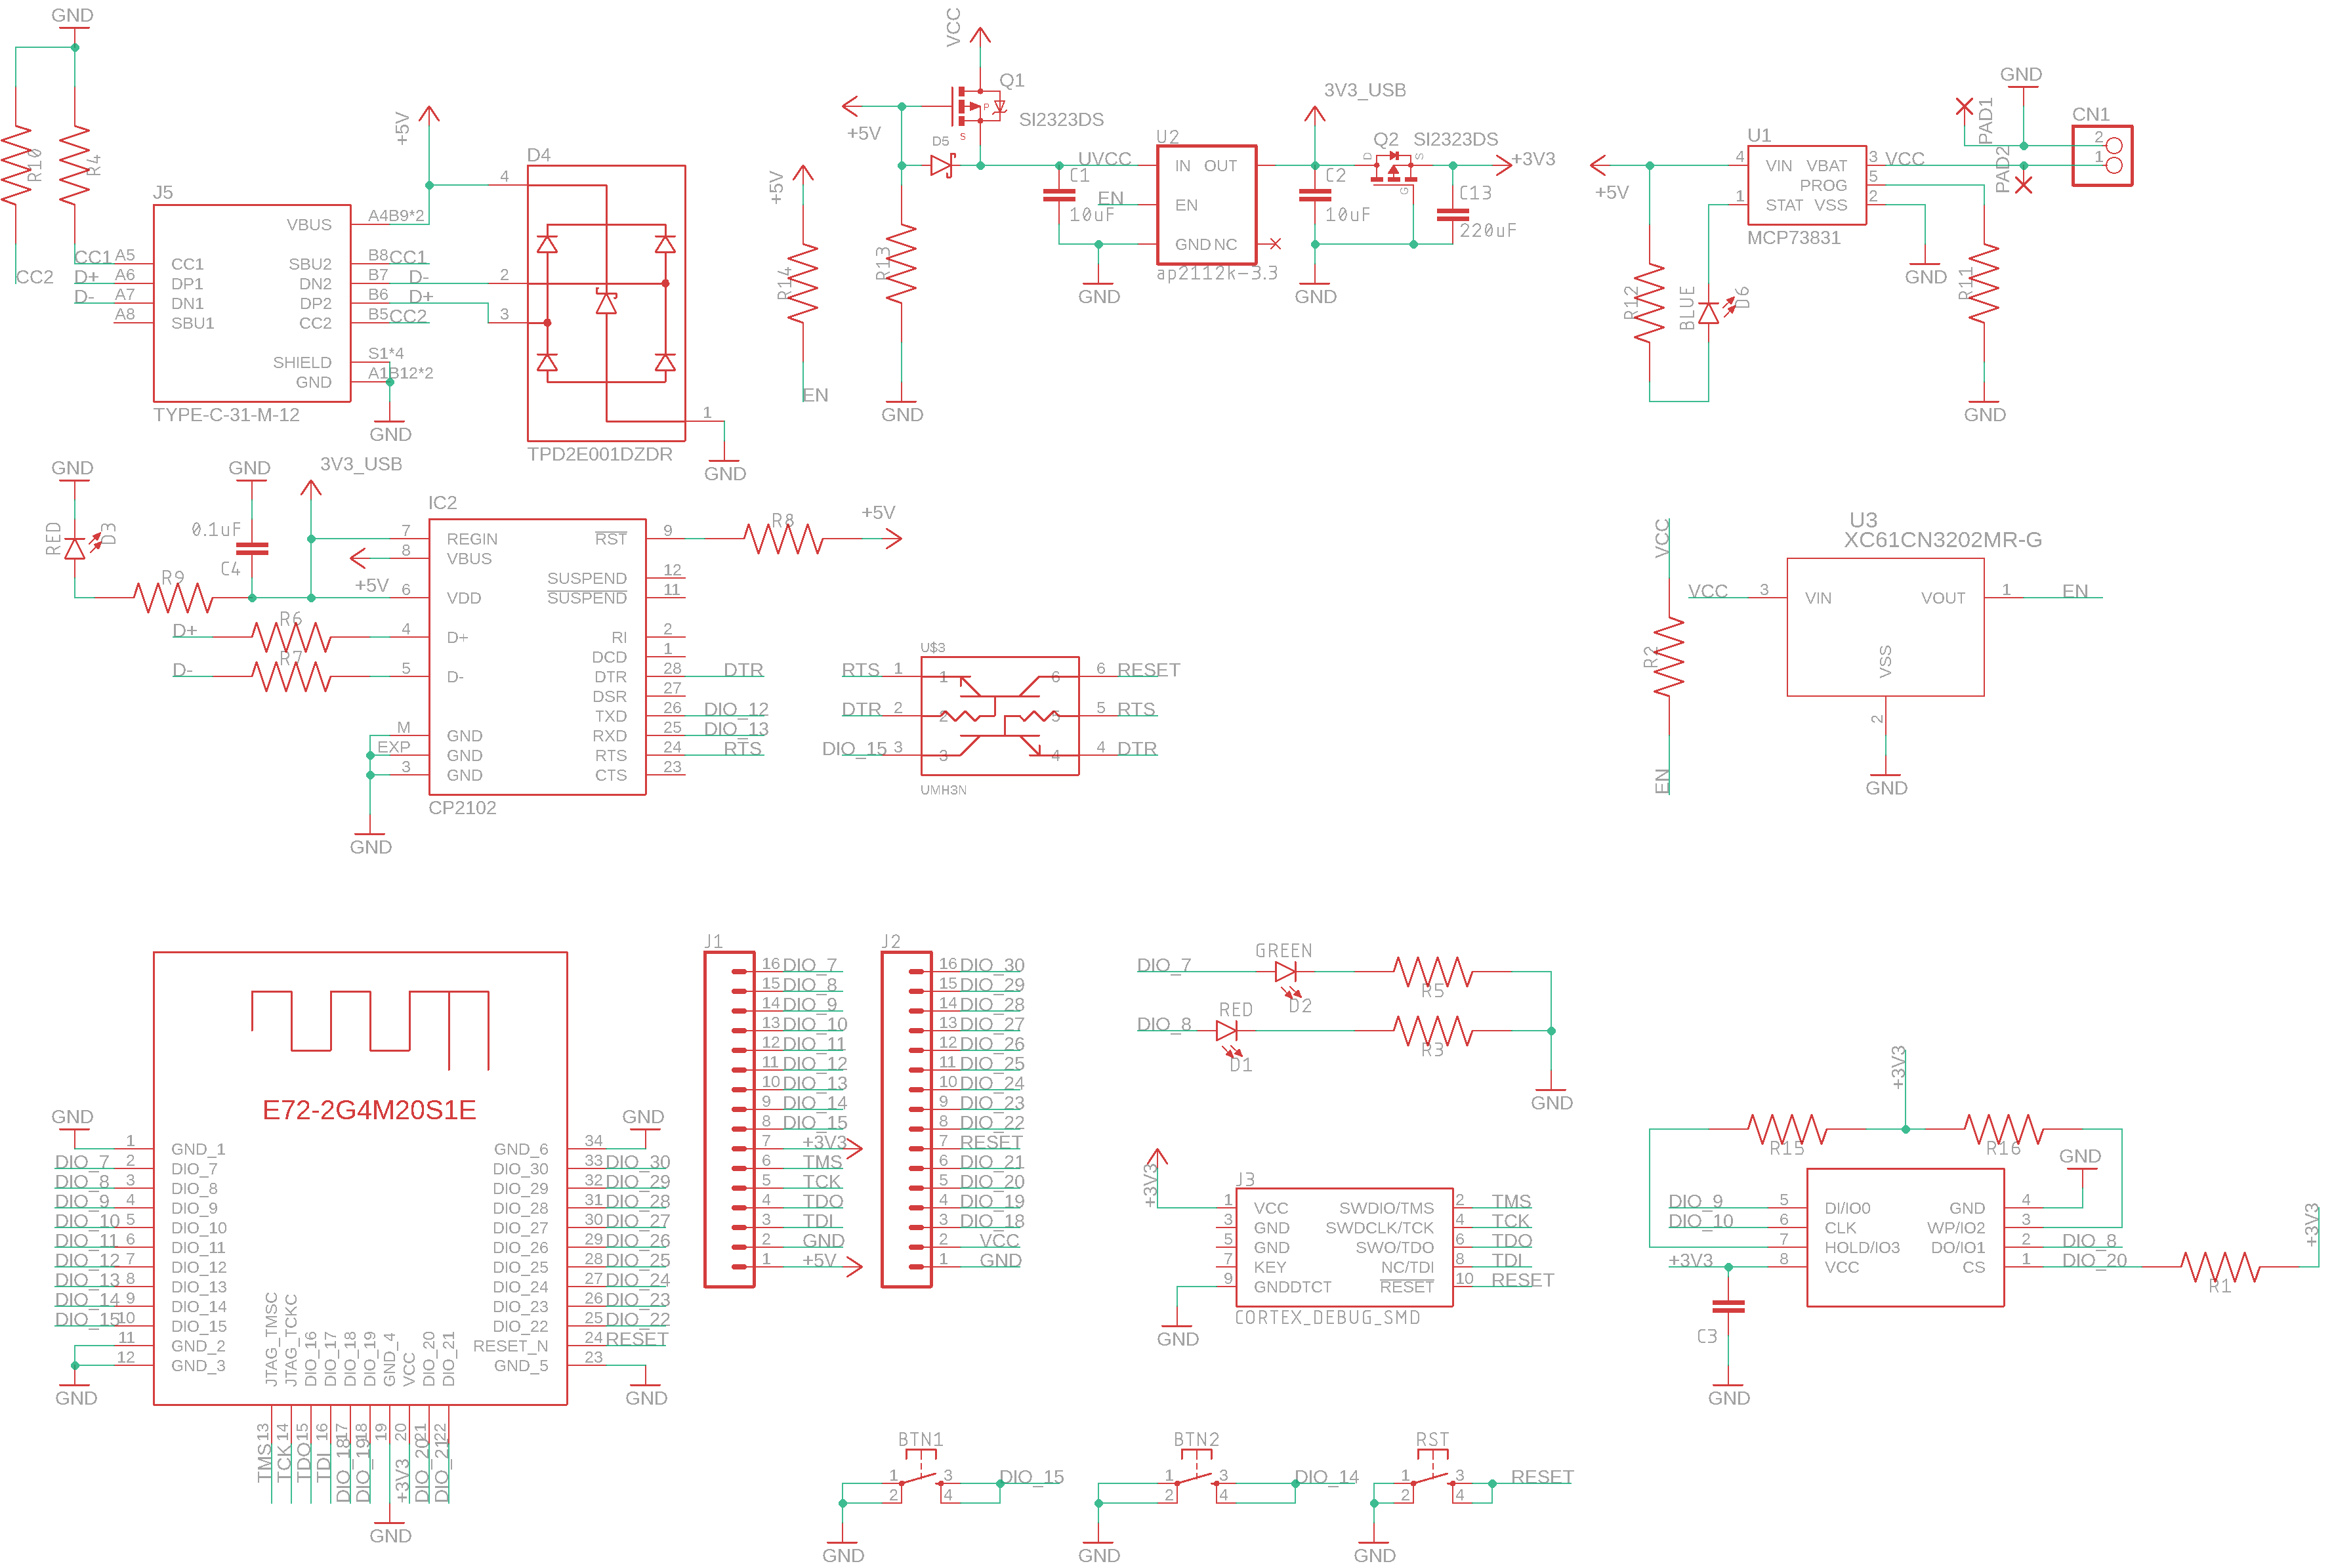 GND
R10
R4
CC2
J5
CC1 A5
D+ A6
D- A7
A8
CC1
DP1
DN1
SBU1
VBUS
SBU2
DN2
DP2
CC2
SHIELD
GND
A4B9*2
B8 CC1
B7 D-
B6 D+
B5 CC2
S1*4
A1B12*2
TYPE-C-31-M-12
GND
+5V
D4
4
2
3
1
TPD2E001DZDR
GND
VCC
Q1
P
S
SI2323DS
+5V
D5
R13
GND
+5V
R14
EN
UVCC
C1
10uF
EN
GND
U2
IN OUT
EN
GND NC
ap2112k-3.3
3V3_USB
C2
10uF
GND
Q2 SI2323DS
D
S
G
+3V3
C13
220uF
+5V
R12
BLUE
D6
U1
4
1
VIN VBAT
PROG
STAT VSS
3 VCC
5
2
MCP73831
GND
R11
GND
PAD1
PAD2
GND
CN1
2
1
GND
RED
D3
R9
GND
0.1uF
C4
3V3_USB
+5V
D+
R6
D-
R7
IC2
7
8
6
4
5
M
EXP
3
REGIN
VBUS
VDD
D+
D-
GND
GND
GND
RST
SUSPEND
SUSPEND
RI
DCD
DTR
DSR
TXD
RXD
RTS
CTS
9
12
11
2
1
28 DTR
27
26 DIO_12
25 DIO_13
24 RTS
23
CP2102
GND
R8
+5V
U$3
RTS 1
DTR 2
DIO_15 3
1
2
3
6
5
4
6 RESET
5 RTS
4 DTR
UMH3N
VCC
R2
EN
U3
XC61CN3202MR-G
VCC 3
VIN
VOUT
1 EN
VSS
2
GND
E72-2G4M20S1E
GND
1 GND_1
DIO_7 2 DIO_7
DIO_8 3 DIO_8
DIO_9 4 DIO_9
DIO_10 5 DIO_10
DIO_11 6 DIO_11
DIO_12 7 DIO_12
DIO_13 8 DIO_13
DIO_14 9 DIO_14
DIO_15 10 DIO_15
11 GND_2
12 GND_3
GND
JTAG_TMSC 13 TMS
JTAG_TCKC 14 TCK
DIO_16 15 TDO
DIO_17 16 TDI
DIO_18 17 DIO_18
DIO_19 18 DIO_19
GND_4 19
VCC 20 +3V3
DIO_20 21 DIO_20
DIO_21 22 DIO_21
GND
GND
GND_6 34
DIO_30 33 DIO_30
DIO_29 32 DIO_29
DIO_28 31 DIO_28
DIO_27 30 DIO_27
DIO_26 29 DIO_26
DIO_25 28 DIO_25
DIO_24 27 DIO_24
DIO_23 26 DIO_23
DIO_22 25 DIO_22
RESET_N 24 RESET
GND_5 23
GND
J1
16 DIO_7
15 DIO_8
14 DIO_9
13 DIO_10
12 DIO_11
11 DIO_12
10 DIO_13
9 DIO_14
8 DIO_15
7 +3V3
6 TMS
5 TCK
4 TDO
3 TDI
2 GND
1 +5V
J2
16 DIO_30
15 DIO_29
14 DIO_28
13 DIO_27
12 DIO_26
11 DIO_25
10 DIO_24
9 DIO_23
8 DIO_22
7 RESET
6 DIO_21
5 DIO_20
4 DIO_19
3 DIO_18
2 VCC
1 GND
DIO_7
GREEN
D2
R5
DIO_8
RED
D1
R3
GND
+3V3
J3
1 VCC
3 GND
5 GND
7 KEY
9 GNDDTCT
SWDIO/TMS 2 TMS
SWDCLK/TCK 4 TCK
SWO/TDO 6 TDO
NC/TDI 8 TDI
RESET 10 RESET
CORTEX_DEBUG_SMD
GND
+3V3
R15
R16
GND
DIO_9 5 DI/IO0
DIO_10 6 CLK
7 HOLD/IO3
+3V3 8 VCC
GND 4
WP/IO2 3
DO/IO1 2 DIO_8
CS 1 DIO_20
R1
+3V3
C3
GND
BTN1
1 3 DIO_15
2 4
GND
BTN2
1 3 DIO_14
2 4
GND
RST
1 3 RESET
2 4
GND